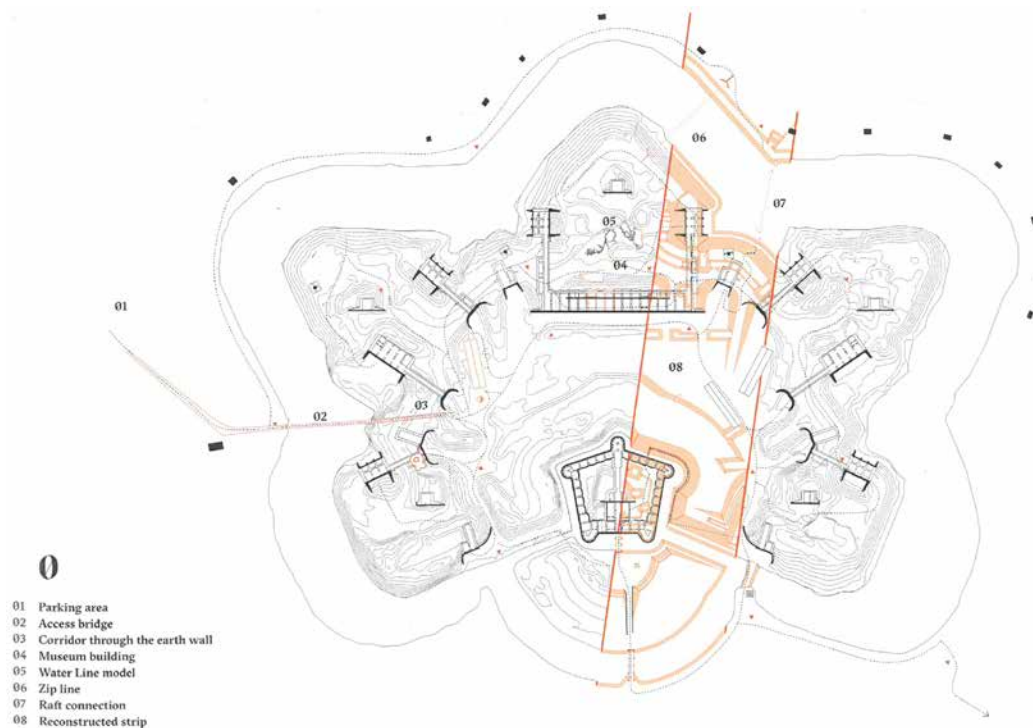 06
07
05
04
01
08
03
02
0
01 Parking area
02 Access bridge
03 Corridor through the earth wall
04 Museum building
05 Water Line model
06 Zip line
07 Raft connection
08 Reconstructed strip